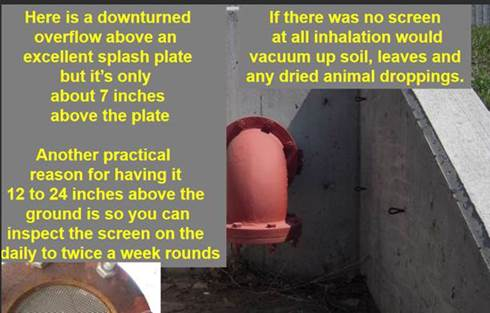 Here is a downturned
overflow above an
excellent splash plate
but it's only
about 7 inches
above the plate
Another practical
reason for having it
12 to 24 inches above the
ground is so you can
inspect the screen on the
daily to twice a week rounds
If there was no screen
at all inhalation would
vacuum up soil, leaves and
any dried animal droppings.